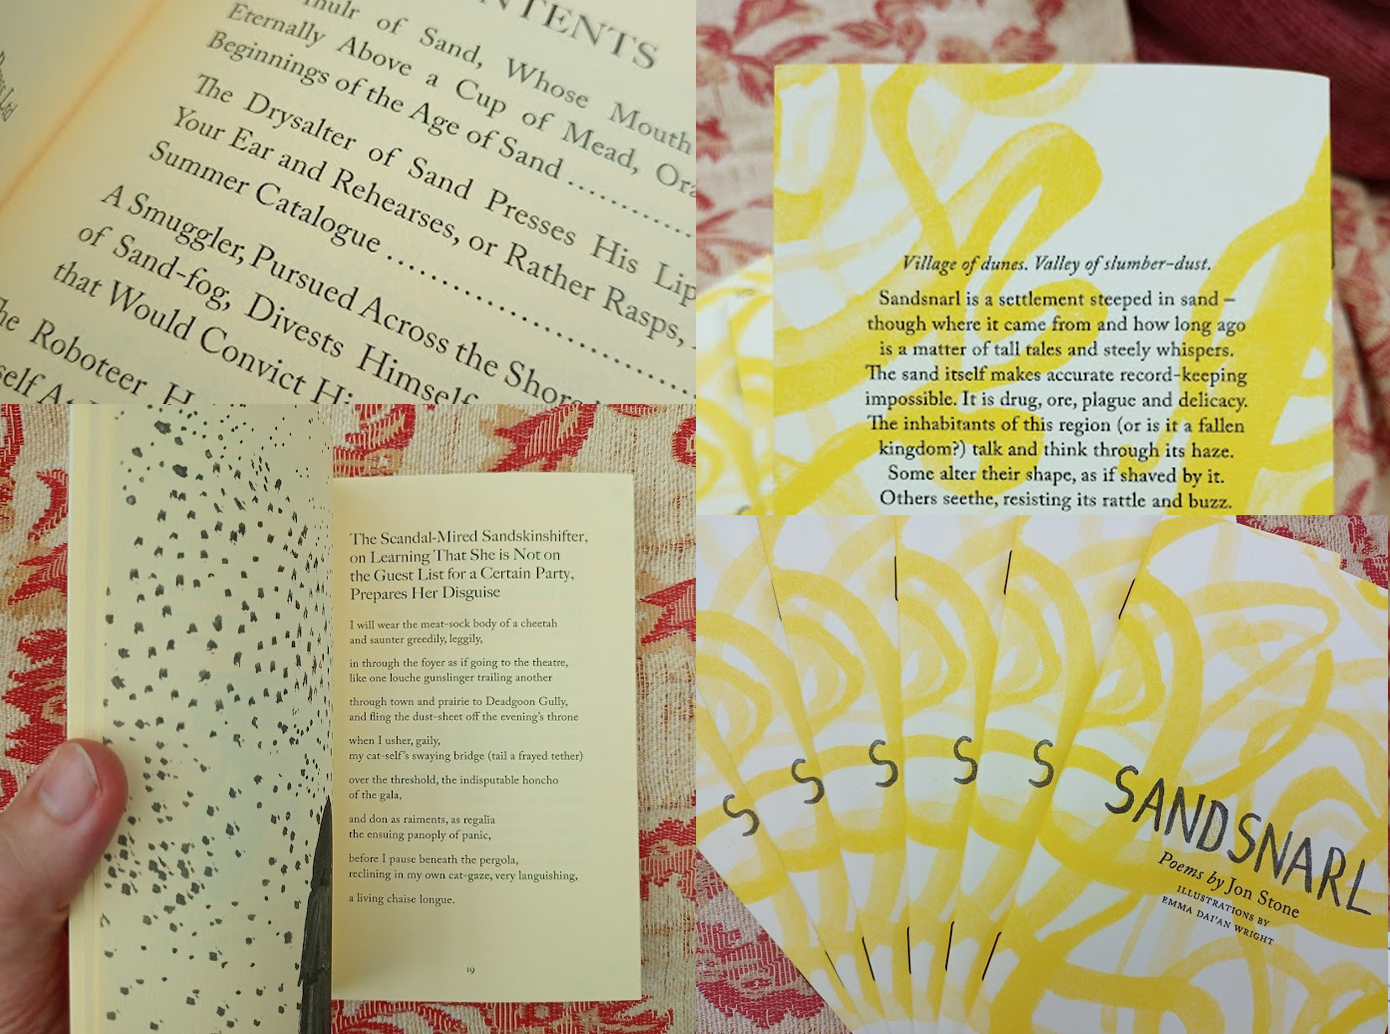 NTENTS
of Sand, Whose Mouth
Eternally Above a Cup of Mead,
Beginnings of the Age of Sand ..........
The Drysalter of Sand Presses His Lip
Your Ear and Rehearses, or Rather Rasps,
Summer Catalogue ..............................
A Smuggler, Pursued Across the Shor
of Sand-fog, Divests Himself
that Would Convict Hi
he Roboteer H
self A
Village of dunes. Valley of slumber-dust.
Sandsnarl is a settlement steeped in sand –
though where it came from and how long ago
is a matter of tall tales and steely whispers.
The sand itself makes accurate record-keeping
impossible. It is drug, ore, plague and delicacy.
The inhabitants of this region (or is it a fallen
kingdom?) talk and think through its haze.
Some alter their shape, as if shaved by it.
Others seethe, resisting its rattle and buzz.
The Scandal-Mired Sandskinshifter,
on Learning That She is Not on
the Guest List for a Certain Party,
Prepares Her Disguise
I will wear the meat-sock body of a cheetah
and saunter greedily, leggily,
in through the foyer as if going to the theatre,
like one louche gunslinger trailing another
through town and prairie to Deadgoon Gully,
and fling the dust-sheet off the evening's throne
when I usher, gaily,
my cat-self's swaying bridge (tail a frayed tether)
over the threshold, the indisputable honcho
of the gala,
and don as raiments, as regalia
the ensuing panoply of panic,
before I pause beneath the pergola,
reclining in my own cat-gaze, very languishing,
a living chaise longue.
19
S
S
S
S
S
SANDSNARL
Poems by Jon Stone
ILLUSTRATIONS BY
EMMA DAI'AN WRIGHT